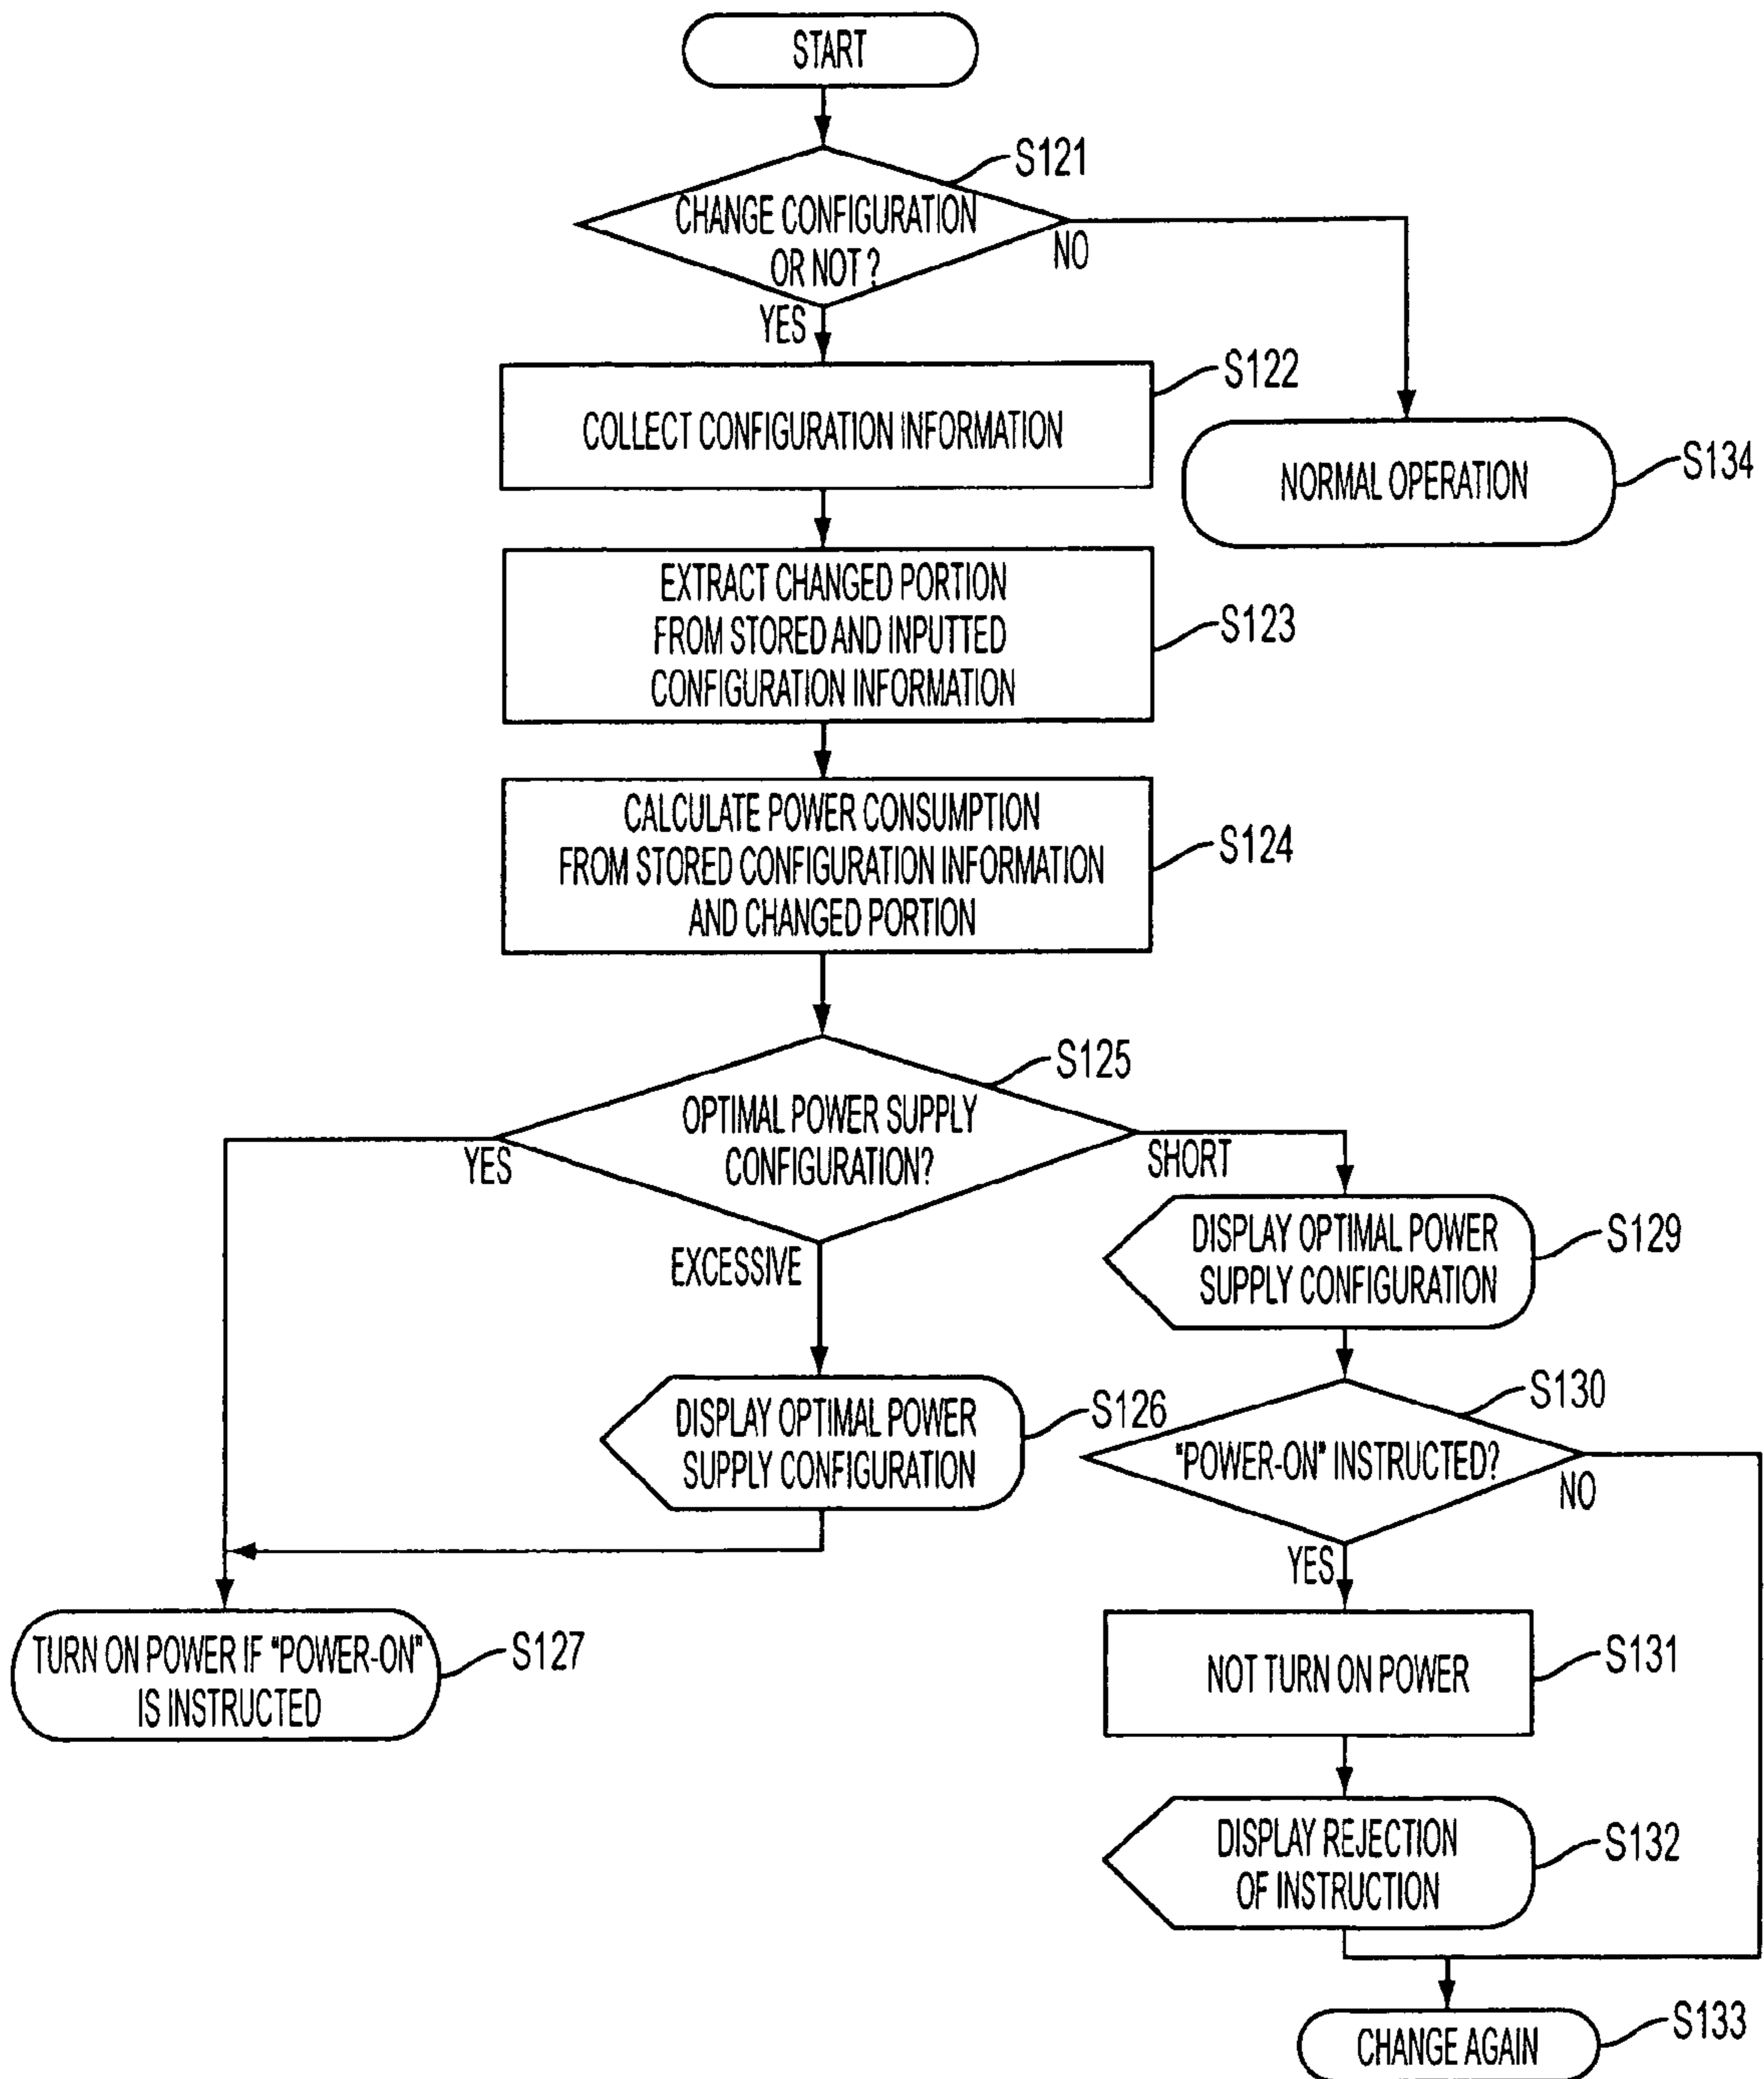 START
S121
CHANGE CONFIGURATION
OR NOT ?
NO
YES
S122
COLLECT CONFIGURATION INFORMATION
NORMAL OPERATION
S134
EXTRACT CHANGED PORTION
FROM STORED AND INPUTTED
CONFIGURATION INFORMATION
S123
CALCULATE POWER CONSUMPTION
FROM STORED CONFIGURATION INFORMATION
AND CHANGED PORTION
S124
S125
OPTIMAL POWER SUPPLY
CONFIGURATION?
YES
SHORT
EXCESSIVE
DISPLAY OPTIMAL POWER
SUPPLY CONFIGURATION
S129
DISPLAY OPTIMAL POWER
SUPPLY CONFIGURATION
S126
S130
"POWER-ON" INSTRUCTED?
NO
YES
TURN ON POWER IF "POWER-ON"
IS INSTRUCTED
S127
NOT TURN ON POWER
S131
DISPLAY REJECTION
OF INSTRUCTION
S132
CHANGE AGAIN
S133